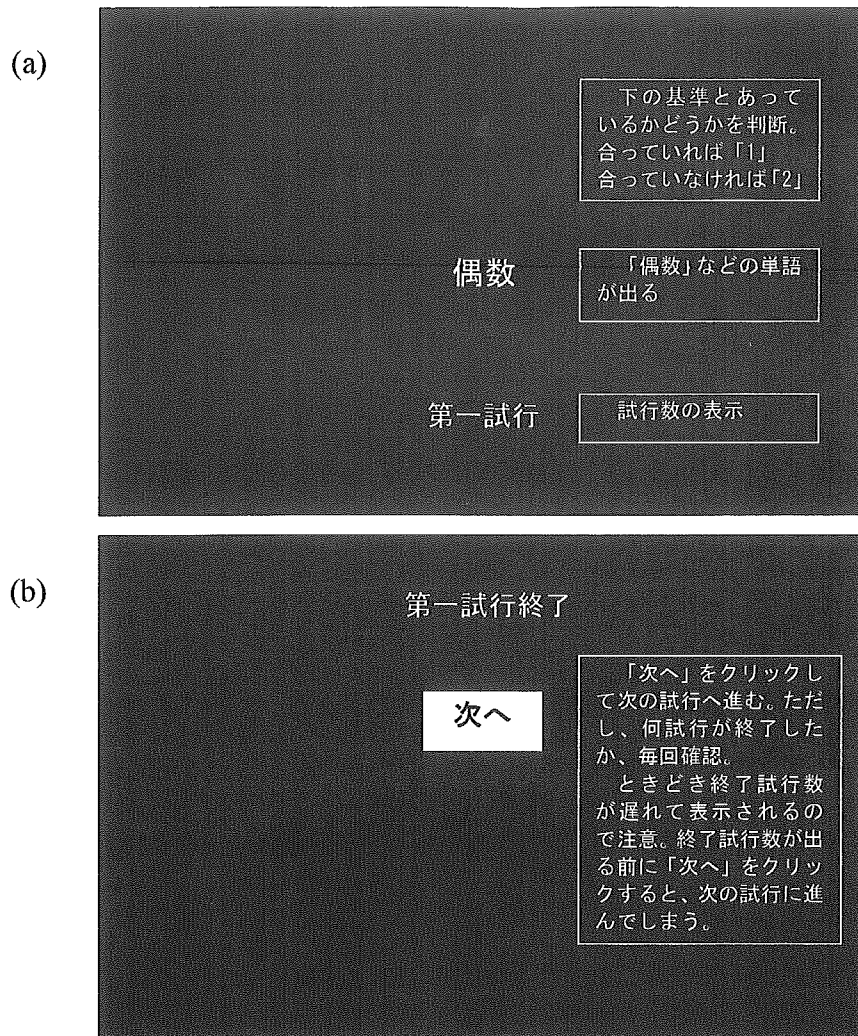 (a)
下の基準とあって
いるかどうかを判断。
合っていれば「1」
合っていなければ「2」
偶数
「偶数」などの単語
が出る
第一試行
試行数の表示
(b)
第一試行終了
次へ
「次へ」をクリックし
て次の試行へ進む。ただ
し、何試行が終了した
か、毎回確認。
ときどき終了試行数
が遅れて表示されるの
で注意。終了試行数が出
る前に「次へ」をクリッ
クすると、次の試行に進
んでしまう。